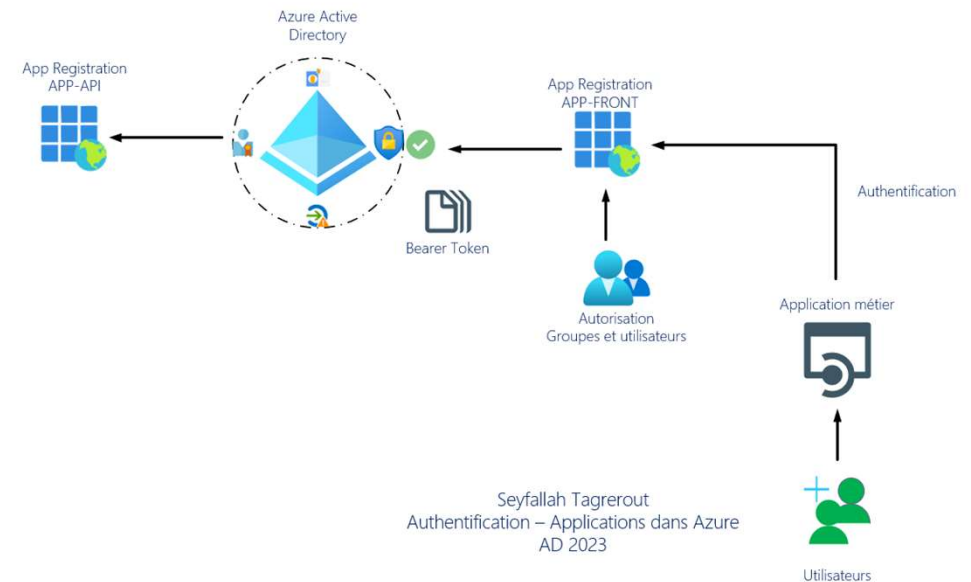 Azure Active
Directory
App Registration
APP-API
App Registration
APP-FRONT
Authentification
Bearer Token
Application métier
Autorisation
Groupes et utilisateurs
Seyfallah Tagrerout
Authentification – Applications dans Azure
AD 2023
Utilisateurs